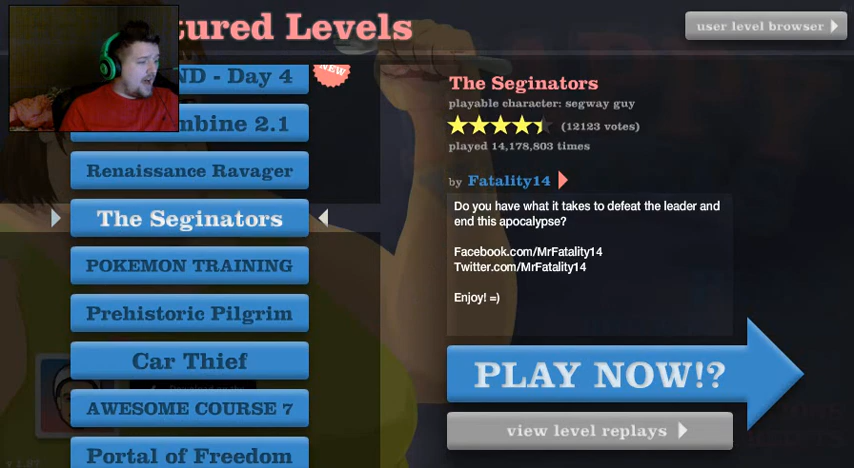 tured Levels
user level browser
ND - Day 4
NEW
mbine 2.1
Renaissance Ravager
The Seginators
POKEMON TRAINING
Prehistoric Pilgrim
Car Thief
AWESOME COURSE 7
Portal of Freedom
The Seginators
playable character: segway guy
(12123 votes)
played 14,178,803 times
by Fatality14
Do you have what it takes to defeat the leader and
end this apocalypse?
Facebook.com/MrFatality14
Twitter.com/MrFatality14
Enjoy! =)
PLAY NOW!?
view level replays